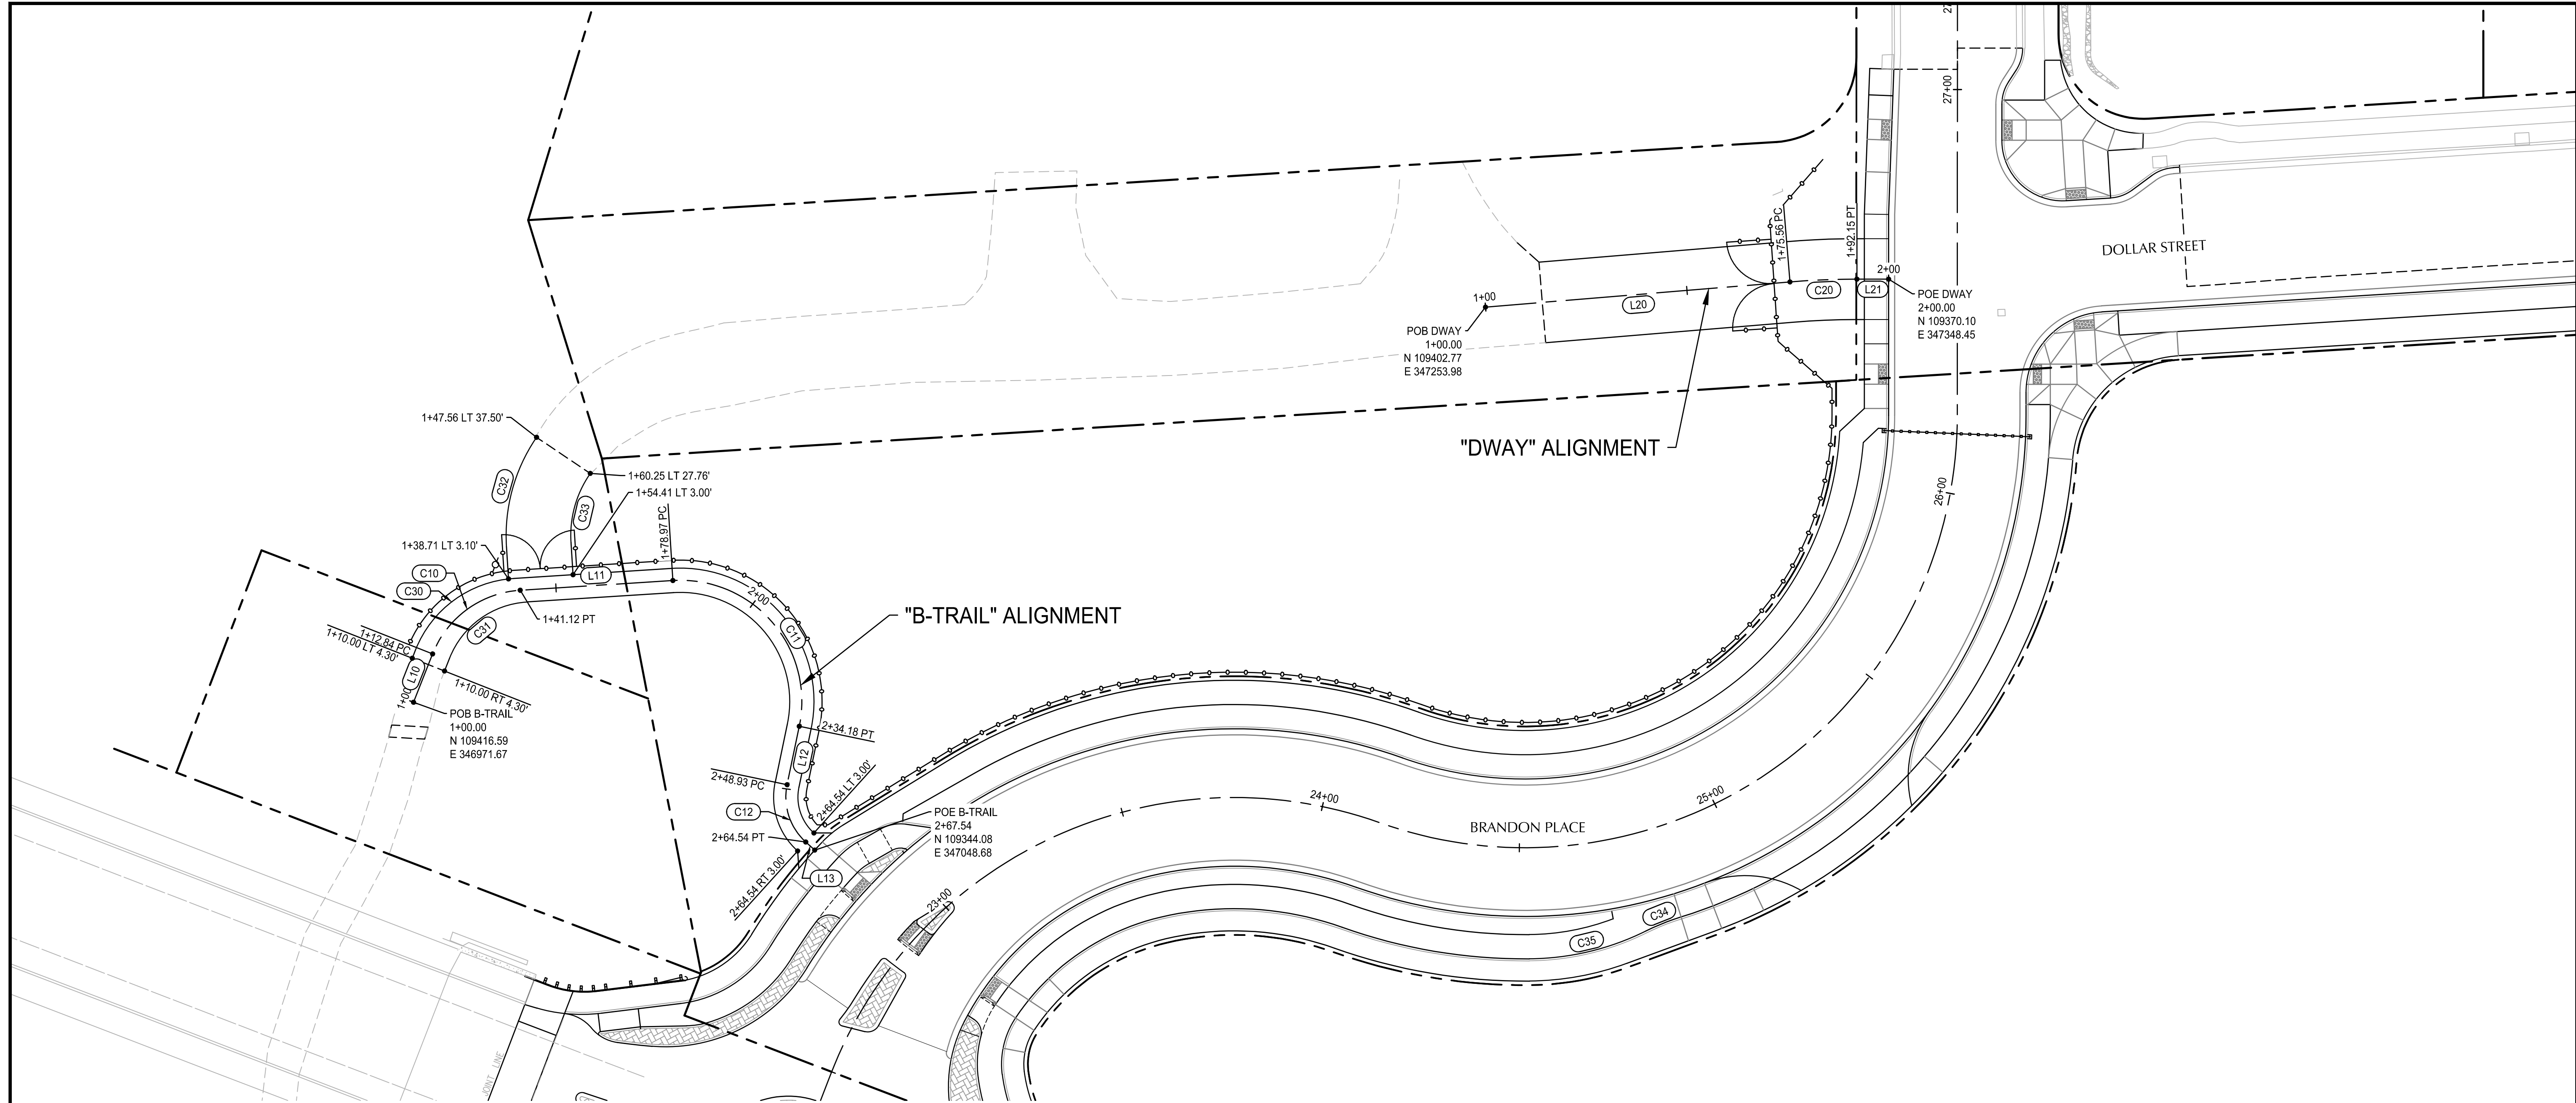 27+00
DOLLAR STREET
1+75.56 PC
1+92.15 PT
2+00
1+00
L20
C20
L21
POE DWAY
2+00.00
N 109370.10
E 347348.45
POB DWAY
1+00.00
N 109402.77
E 347253.98
"DWAY" ALIGNMENT
1+47.56 LT 37.50'
C32
1+60.25 LT 27.76'
1+54.41 LT 3.00'
C33
1+78.97 PC
26+00
1+38.71 LT 3.10'
C10
C30
L11
2+00
1+41.12 PT
C31
C11
"B-TRAIL" ALIGNMENT
1+12.84 PC
1+10.00 LT 4.30'
L10
1+00
1+10.00 RT 4.30'
POB B-TRAIL
1+00.00
N 109416.59
E 346971.67
2+34.18 PT
L12
2+48.93 PC
2+64.54 LT 3.00'
C12
POE B-TRAIL
2+67.54
N 109344.08
E 347048.68
2+64.54 PT
L13
2+64.54 RT 3.00'
24+00
25+00
BRANDON PLACE
23+00
C34
C35
JOINT LINE